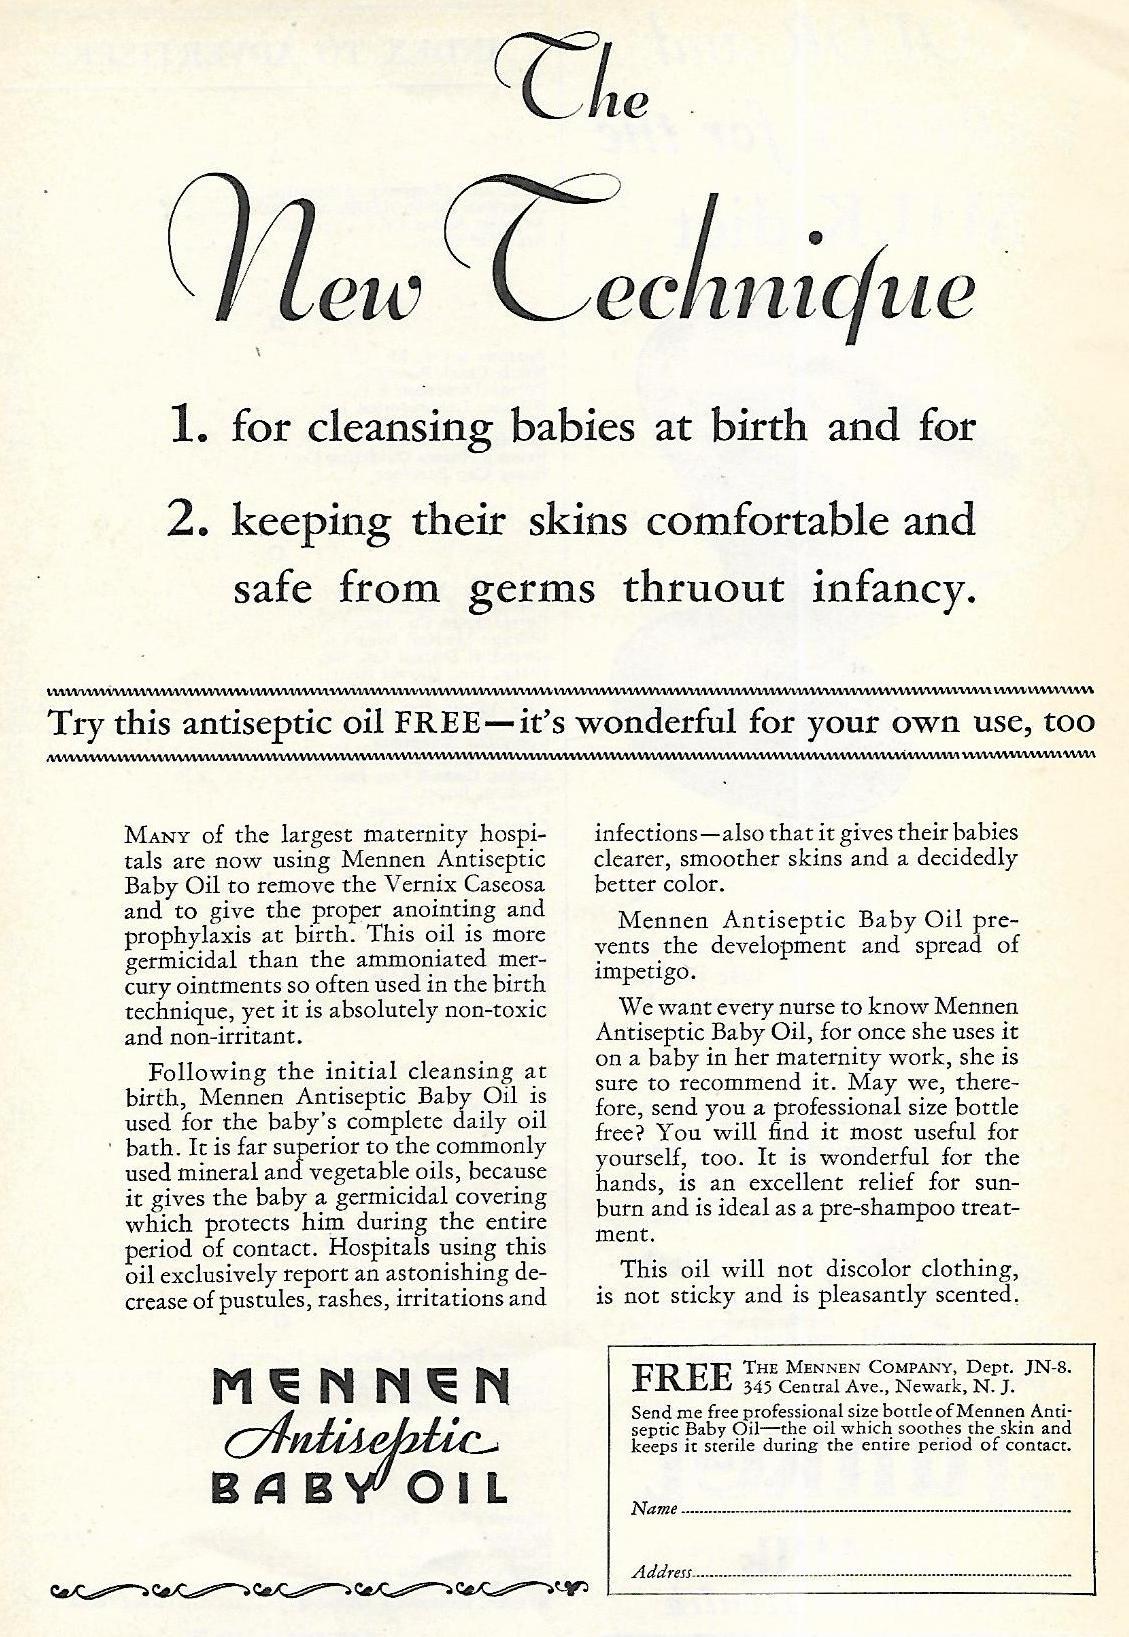 The
New Technique
1. for cleansing babies at birth and for
2. keeping their skins comfortable and
safe from germs thruout infancy.
Try this antiseptic oil FREE—it's wonderful for your own use, too
MANY of the largest maternity hospi-
tals are now using Mennen Antiseptic
Baby Oil to remove the Vernix Caseosa
and to give the proper anointing and
prophylaxis at birth. This oil is more
germicidal than the ammoniated mer-
cury ointments so often used in the birth
technique, yet it is absolutely non-toxic
and non-irritant.
Following the initial cleansing at
birth, Mennen Antiseptic Baby Oil is
used for the baby's complete daily oil
bath. It is far superior to the commonly
used mineral and vegetable oils, because
it gives the baby a germicidal covering
which protects him during the entire
period of contact. Hospitals using this
oil exclusively report an astonishing de-
crease of pustules, rashes, irritations and
infections—also that it gives their babies
clearer, smoother skins and a decidedly
better color.
Mennen Antiseptic Baby Oil pre-
vents the development and spread of
impetigo.
We want every nurse to know Mennen
Antiseptic Baby Oil, for once she uses it
on a baby in her maternity work, she is
sure to recommend it. May we, there-
fore, send you a professional size bottle
free? You will find it most useful for
yourself, too. It is wonderful for the
hands, is an excellent relief for sun-
burn and is ideal as a pre-shampoo treat-
ment.
This oil will not discolor clothing,
is not sticky and is pleasantly scented.
MENNEN
Antiseptic
BABY OIL
FREE THE MENNEN COMPANY, Dept. JN-8.
345 Central Ave., Newark, N. J.
Send me free professional size bottle of Mennen Anti-
septic Baby Oil—the oil which soothes the skin and
keeps it sterile during the entire period of contact.
Name
Address